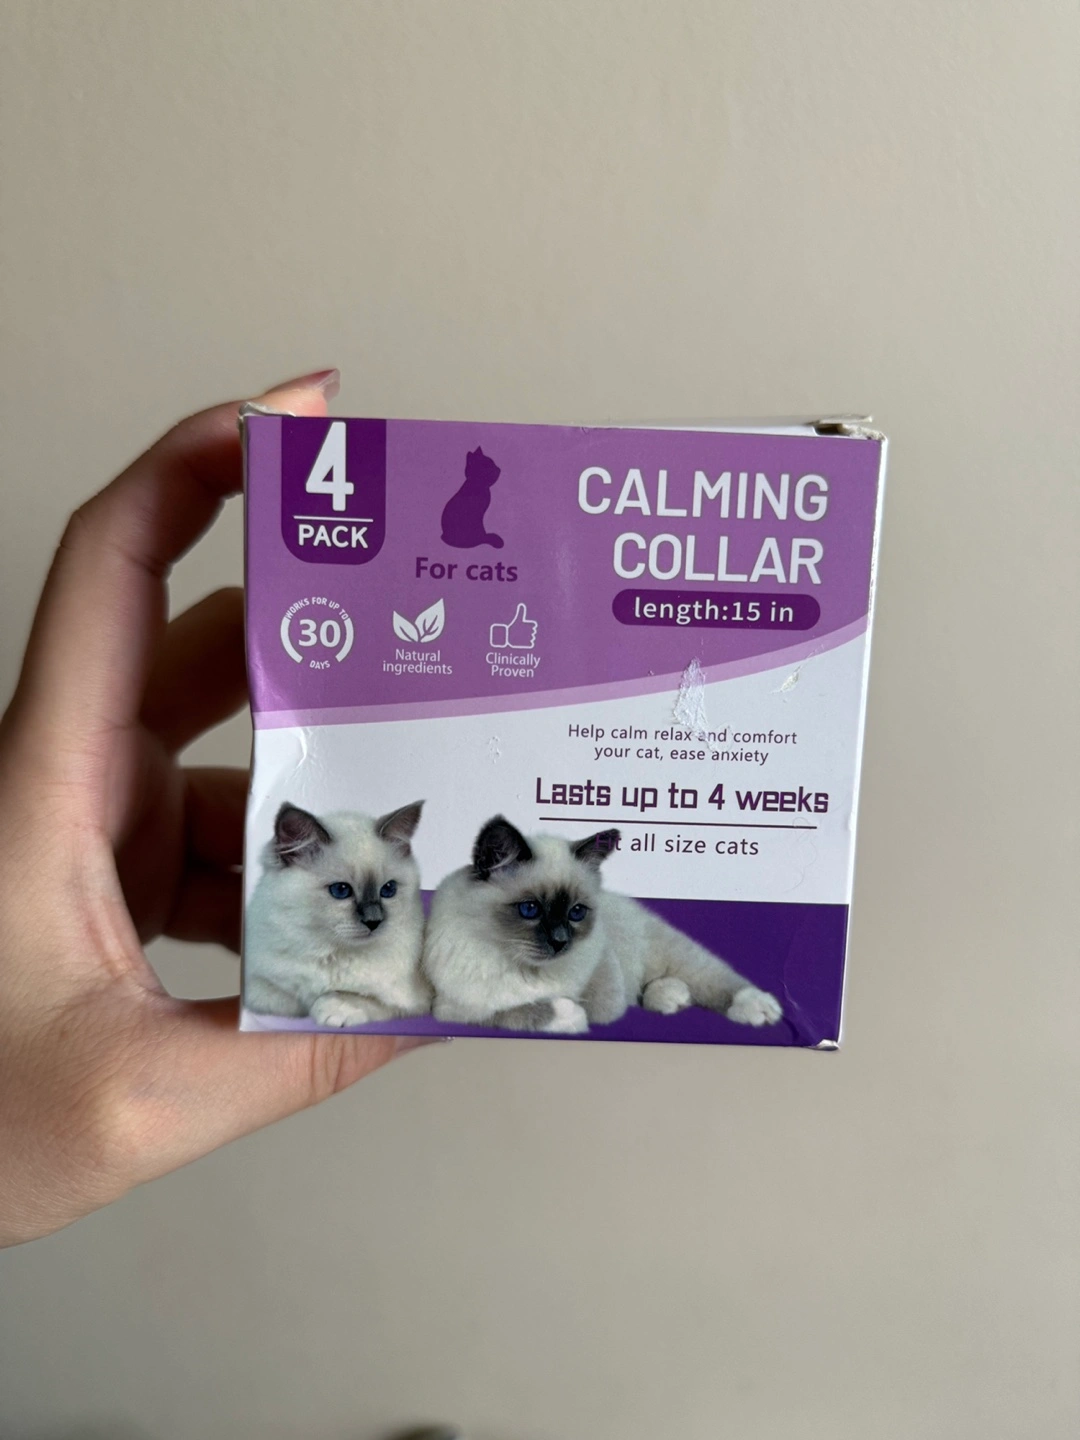 4
PACK
For cats
CALMING
COLLAR
length:15 in
WORKS FOR UP TO
30
DAYS
Natural
ingredients
Clinically
Proven
Help calm relax and comfort
your cat, ease anxiety
Lasts up to 4 weeks
Fit all size cats